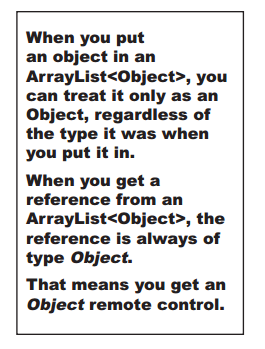 When you put
an object in an
ArrayList<Object>, you
can treat it only as an
Object, regardless of
the type it was when
you put it in.
When you get a
reference from an
ArrayList<Object>, the
reference is always of
type Object.
That means you get an
Object remote control.